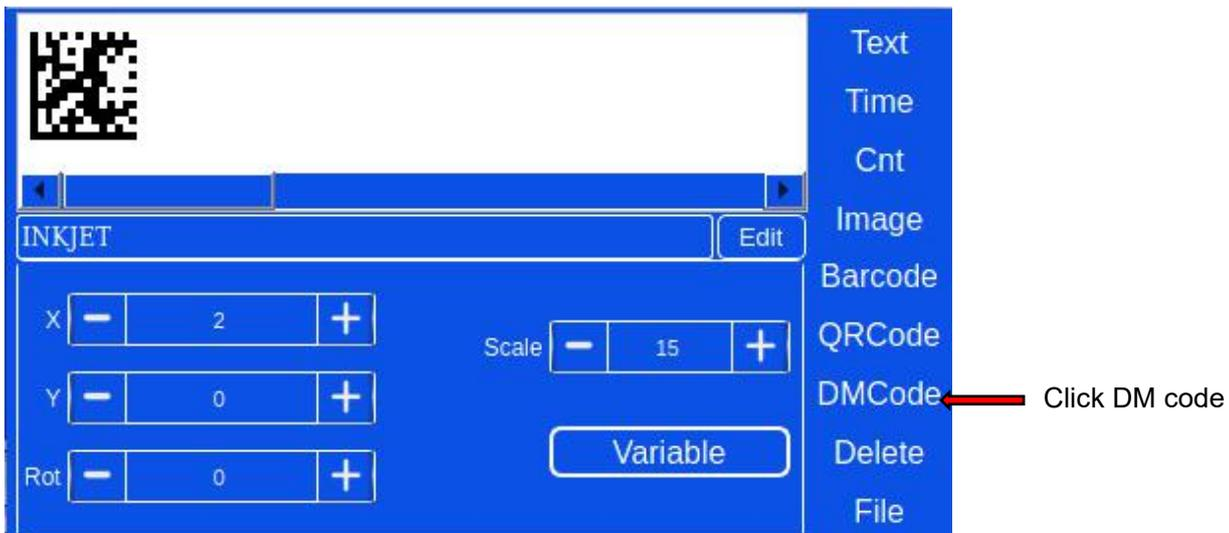 Text
Time
Cnt
Image
INKJET Edit
Barcode
X 2
QRCode
Scale 15
Y 0
DMCode Click DM code
Variable
Delete
Rot 0
File